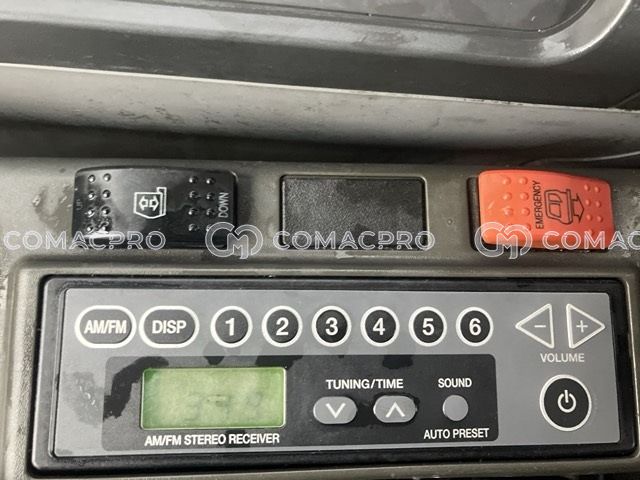 UP
DOWN
EMERGENCY
COMACPRO
COMACPRO
COMACPRO
AM/FM
DISP
1
2
3
4
5
6
VOLUME
TUNING/TIME
SOUND
AM/FM STEREO RECEIVER
AUTO PRESET